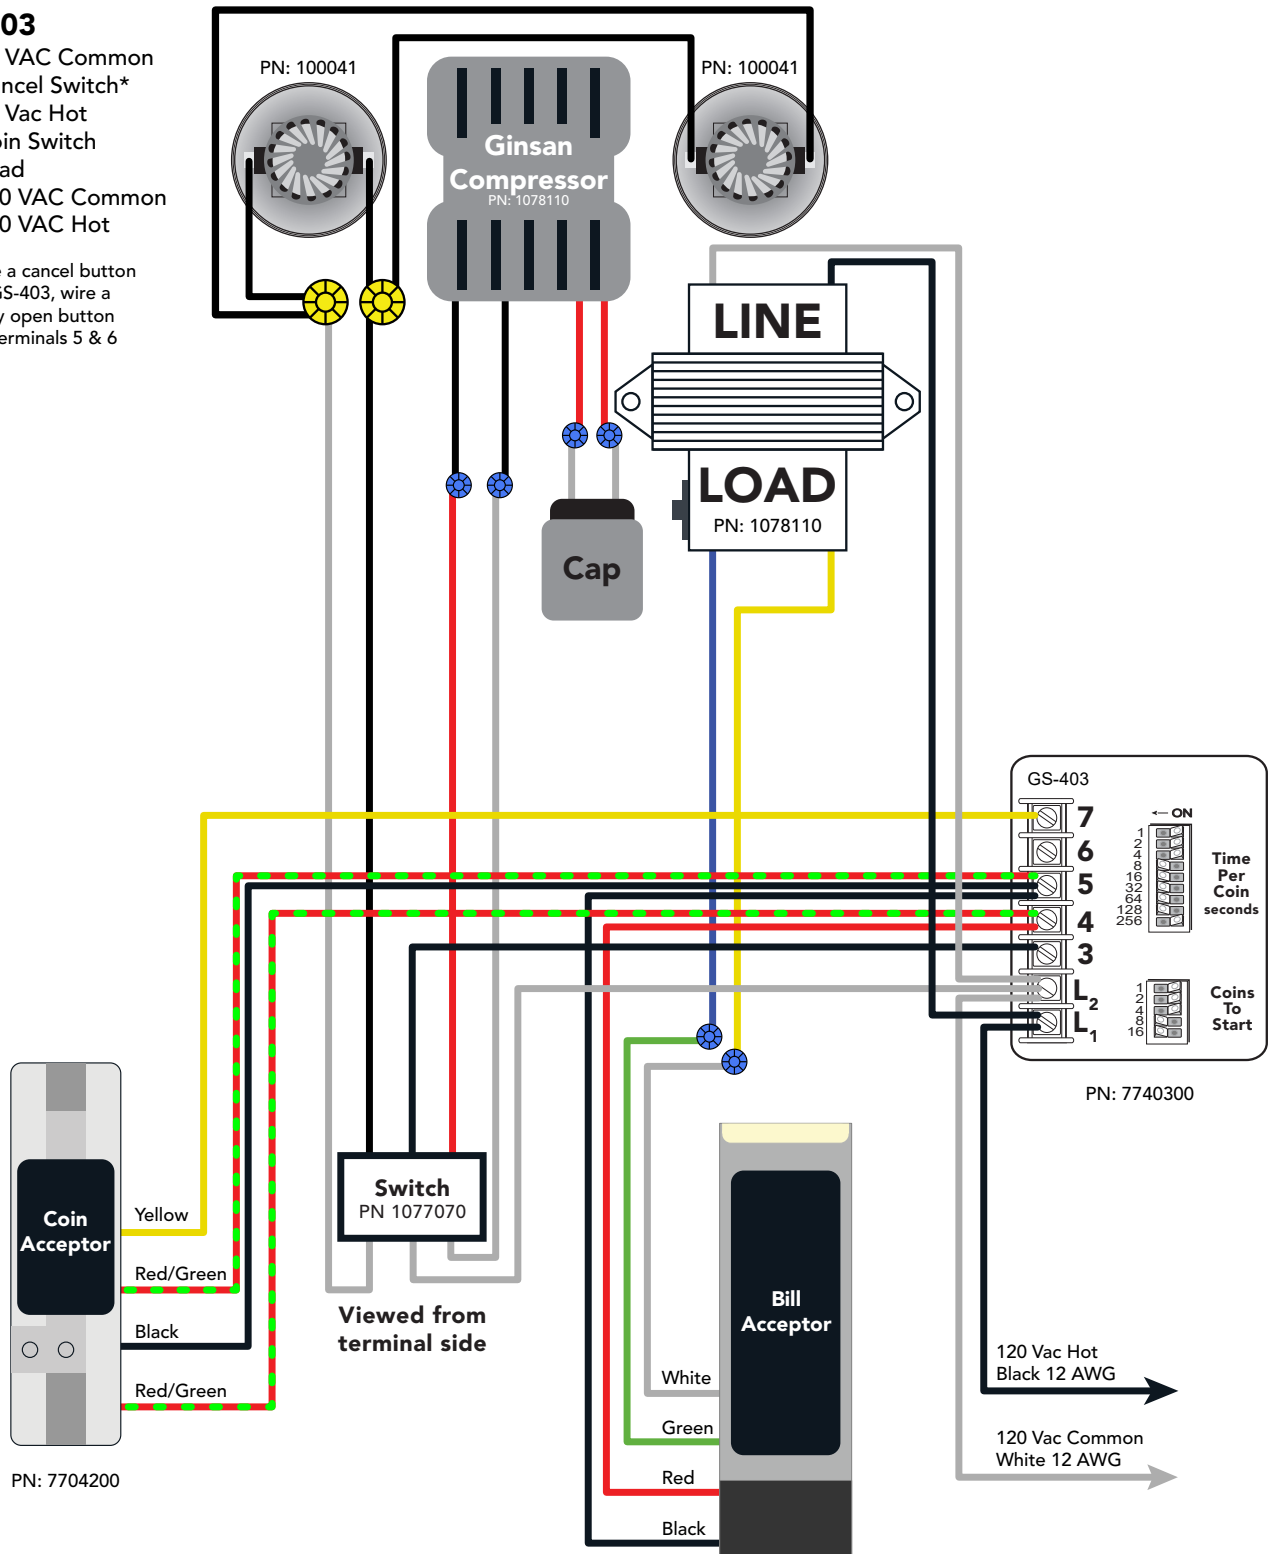 03
VAC Common
ncel Switch*
Vac Hot
oin Switch
ad
0 VAC Common
0 VAC Hot
e a cancel button
GS-403, wire a
y open button
erminals 5 & 6
PN: 100041
Ginsan
Compressor
PN: 1078110
PN: 100041
LINE
LOAD
PN: 1078110
Cap
GS-403
7
6
5
4
3
L2
L1
← ON
1
2
4
8
16
32
64
128
256
Time
Per
Coin
seconds
1
2
4
8
16
Coins
To
Start
PN: 7740300
Coin
Acceptor
Yellow
Red/Green
Black
Red/Green
PN: 7704200
Switch
PN 1077070
Viewed from
terminal side
Bill
Acceptor
White
Green
Red
Black
120 Vac Hot
Black 12 AWG
120 Vac Common
White 12 AWG